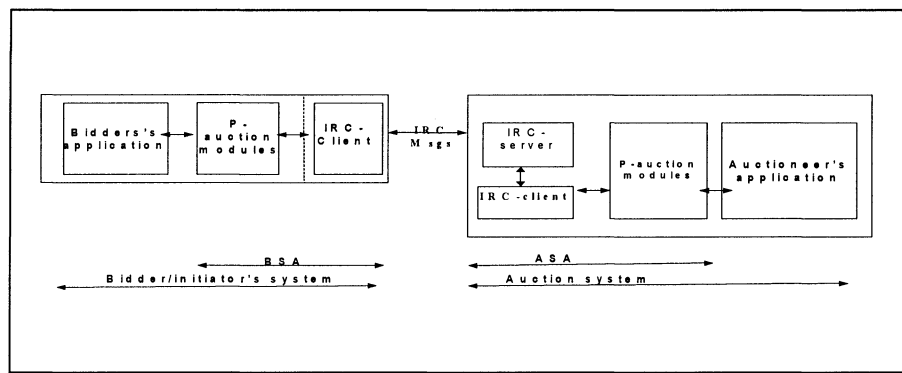 Bidders's
application
P-
auction
modules
IRC-
Client
IRC
Msgs
IRC-
server
IRC-client
P-auction
modules
Auctioneer's
application
BSA
Bidder/initiator's system
ASA
Auction system